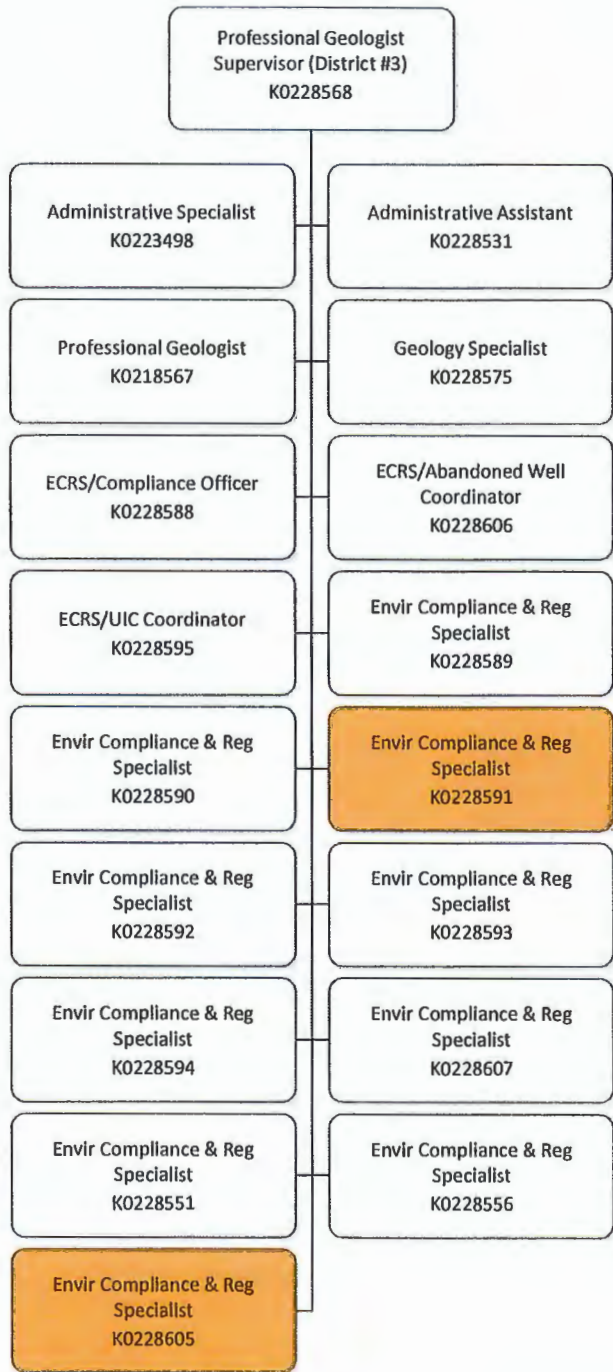 Professional Geologist
Supervisor (District #3)
K0228568
Administrative Specialist
K0223498
Administrative Assistant
K0228531
Professional Geologist
K0218567
Geology Specialist
K0228575
ECRS/Compliance Officer
K0228588
ECRS/Abandoned Well
Coordinator
K0228606
ECRS/UIC Coordinator
K0228595
Envir Compliance & Reg
Specialist
K0228589
Envir Compliance & Reg
Specialist
K0228590
Envir Compliance & Reg
Specialist
K0228591
Envir Compliance & Reg
Specialist
K0228592
Envir Compliance & Reg
Specialist
K0228593
Envir Compliance & Reg
Specialist
K0228594
Envir Compliance & Reg
Specialist
K0228607
Envir Compliance & Reg
Specialist
K0228551
Envir Compliance & Reg
Specialist
K0228556
Envir Compliance & Reg
Specialist
K0228605